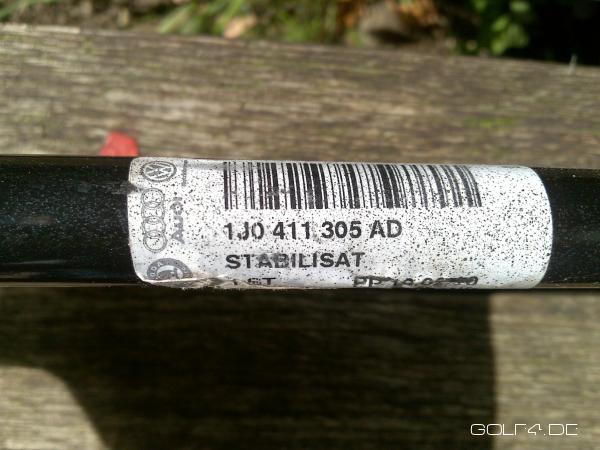 Audi
1J0 411 305 AD
STABILISAT
GOLF4.DE